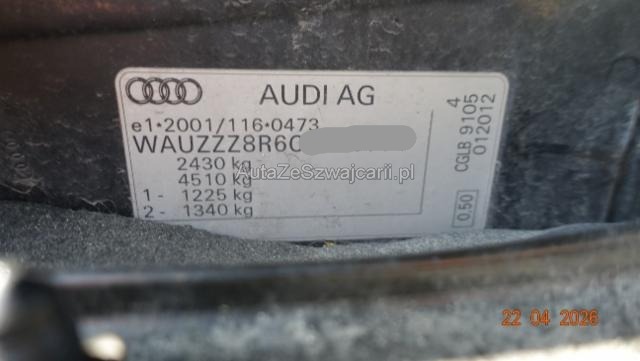 AUDI AG
e1*2001/116*0473
WAUZZZ8R6C
2430 kg
4510 kg
1 - 1225 kg
2 - 1340 kg
4
CGLB 9105
012012
0.50
AutaZeSzwajcarii.pl
22 04 2026